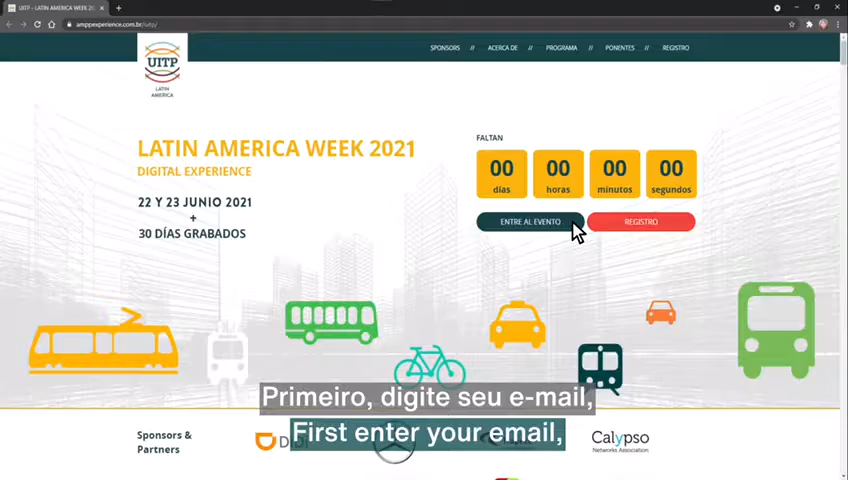 UITP - LATIN AMERICA WEEK 202
amppexperience.com.br/uitp/
UITP
LATIN
AMERICA
SPONSORS // ACERCA DE // PROGRAMA // PONENTES // REGISTRO
LATIN AMERICA WEEK 2021
DIGITAL EXPERIENCE
22 Y 23 JUNIO 2021
+
30 DÍAS GRABADOS
FALTAN
00 00 00 00
días horas minutos segundos
ENTRE AL EVENTO REGISTRO
Primeiro, digite seu e-mail,
First enter your email,
Sponsors &
Partners
Calypso
Networks Association